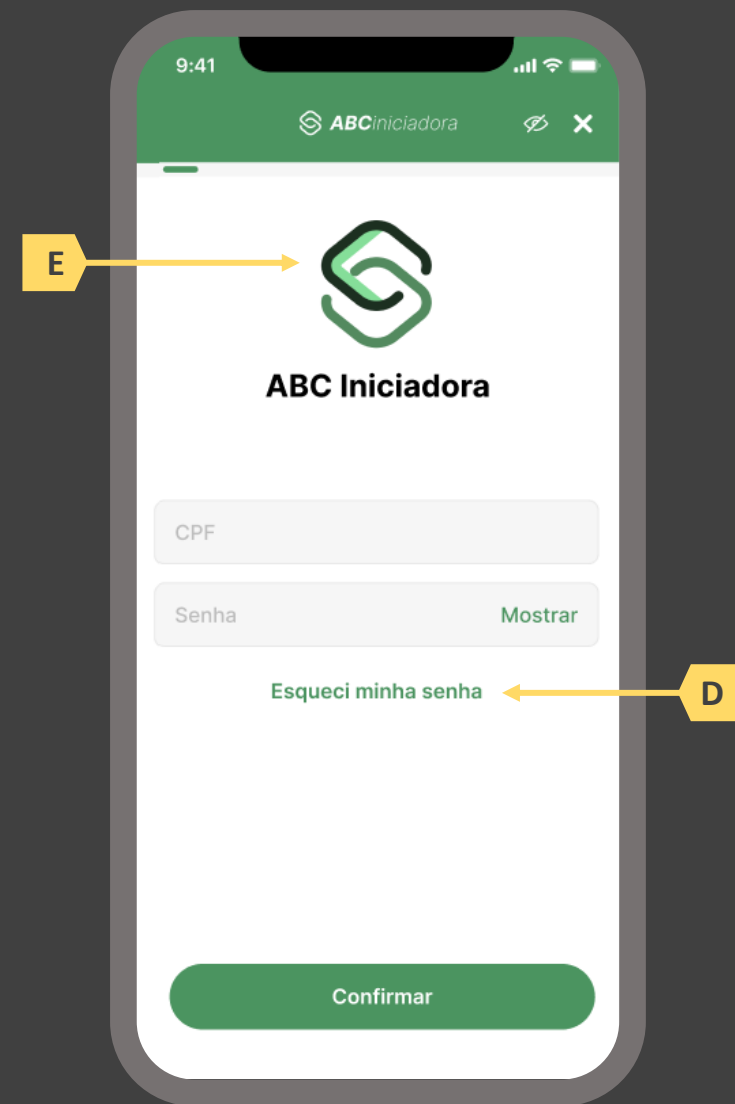 9:41
ABCiniciadora
E
ABC Iniciadora
CPF
Senha Mostrar
Esqueci minha senha
D
Confirmar